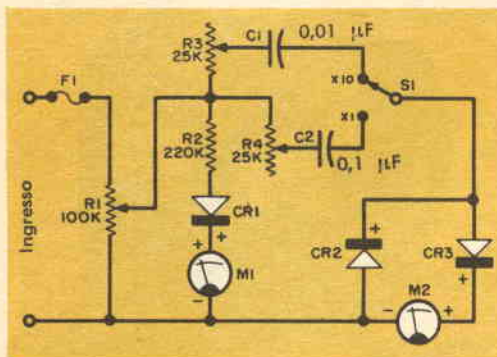 R3
25K
C1
0,01 µF
X10
S1
F1
X1
R2
220K
R4
25K
C2
0,1 µF
R1
100K
Ingresso
CR1
+ +
M1
-
CR2
+
CR3
+
M2
- +